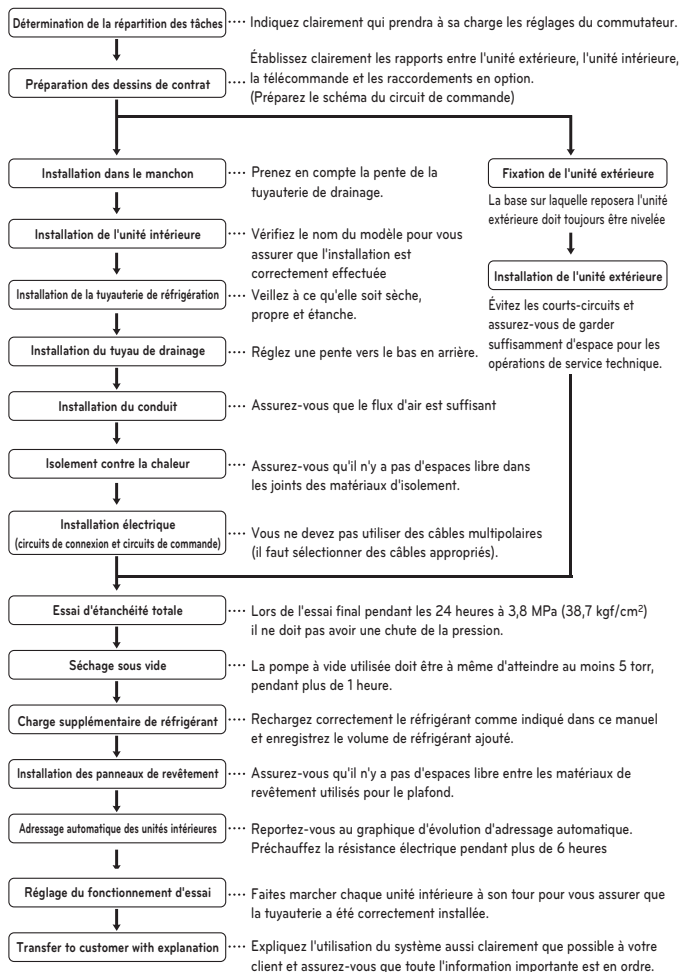 Détermination de la répartition des tâches ···· Indiquez clairement qui prendra à sa charge les réglages du commutateur.
Établissez clairement les rapports entre l'unité extérieure, l'unité intérieure,
Préparation des dessins de contrat ···· la télécommande et les raccordements en option.
(Préparez le schéma du circuit de commande)
Installation dans le manchon ···· Prenez en compte la pente de la
tuyauterie de drainage.
Installation de l'unité intérieure ···· Vérifiez le nom du modèle pour vous
assurer que l'installation est
correctement effectuée
Installation de la tuyauterie de réfrigération ···· Veillez à ce qu'elle soit sèche,
propre et étanche.
Installation du tuyau de drainage ···· Réglez une pente vers le bas en arrière.
Installation du conduit ···· Assurez-vous que le flux d'air est suffisant
Isolement contre la chaleur ···· Assurez-vous qu'il n'y a pas d'espaces libre dans
les joints des matériaux d'isolement.
Installation électrique
(circuits de connexion et circuits de commande) ···· Vous ne devez pas utiliser des câbles multipolaires
(il faut sélectionner des câbles appropriés).
Fixation de l'unité extérieure
La base sur laquelle reposera l'unité
extérieure doit toujours être nivelée
Installation de l'unité extérieure
Évitez les courts-circuits et
assurez-vous de garder
suffisamment d'espace pour les
opérations de service technique.
Essai d'étanchéité totale ···· Lors de l'essai final pendant les 24 heures à 3,8 MPa (38,7 kgf/cm²)
il ne doit pas avoir une chute de la pression.
Séchage sous vide ···· La pompe à vide utilisée doit être à même d'atteindre au moins 5 torr,
pendant plus de 1 heure.
Charge supplémentaire de réfrigérant ···· Rechargez correctement le réfrigérant comme indiqué dans ce manuel
et enregistrez le volume de réfrigérant ajouté.
Installation des panneaux de revêtement ···· Assurez-vous qu'il n'y a pas d'espaces libre entre les matériaux de
revêtement utilisés pour le plafond.
Adressage automatique des unités intérieures ···· Reportez-vous au graphique d'évolution d'adressage automatique.
Préchauffez la résistance électrique pendant plus de 6 heures
Réglage du fonctionnement d'essai ···· Faites marcher chaque unité intérieure à son tour pour vous assurer que
la tuyauterie a été correctement installée.
Transfer to customer with explanation ···· Expliquez l'utilisation du système aussi clairement que possible à votre
client et assurez-vous que toute l'information importante est en ordre.